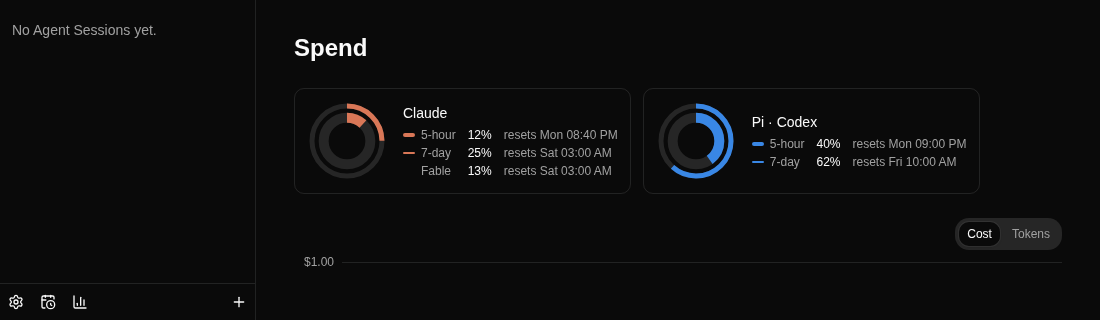 No Agent Sessions yet.
Spend
Claude
5-hour 12% resets Mon 08:40 PM
7-day 25% resets Sat 03:00 AM
Fable 13% resets Sat 03:00 AM
Pi · Codex
5-hour 40% resets Mon 09:00 PM
7-day 62% resets Fri 10:00 AM
Cost Tokens
$1.00